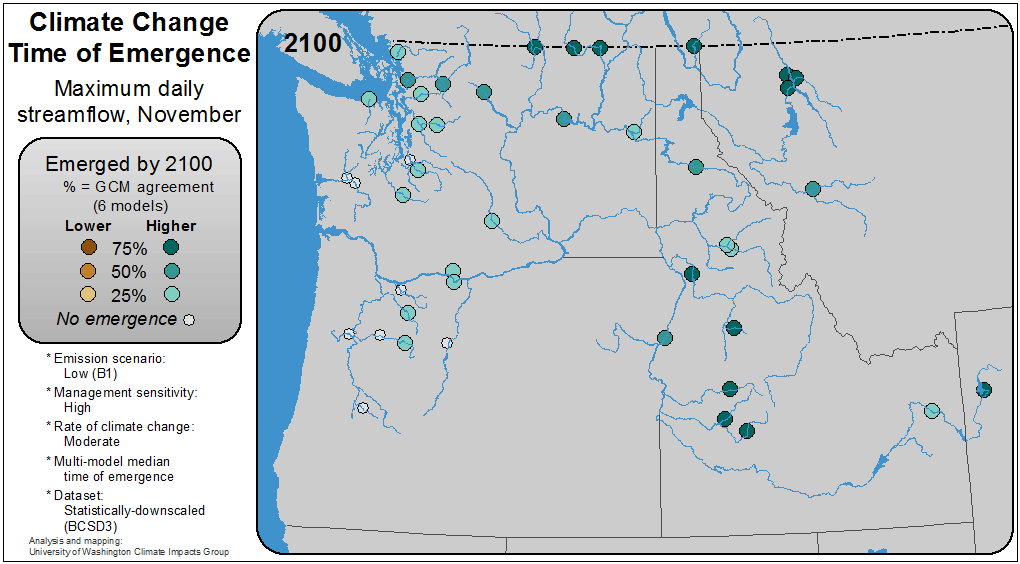 Climate Change
Time of Emergence
Maximum daily
streamflow, November
Emerged by 2100
% = GCM agreement
(6 models)
Lower Higher
75%
50%
25%
No emergence
* Emission scenario:
Low (B1)
* Management sensitivity:
High
* Rate of climate change:
Moderate
* Multi-model median
time of emergence
* Dataset:
Statistically-downscaled
(BCSD3)
Analysis and mapping:
University of Washington Climate Impacts Group
2100